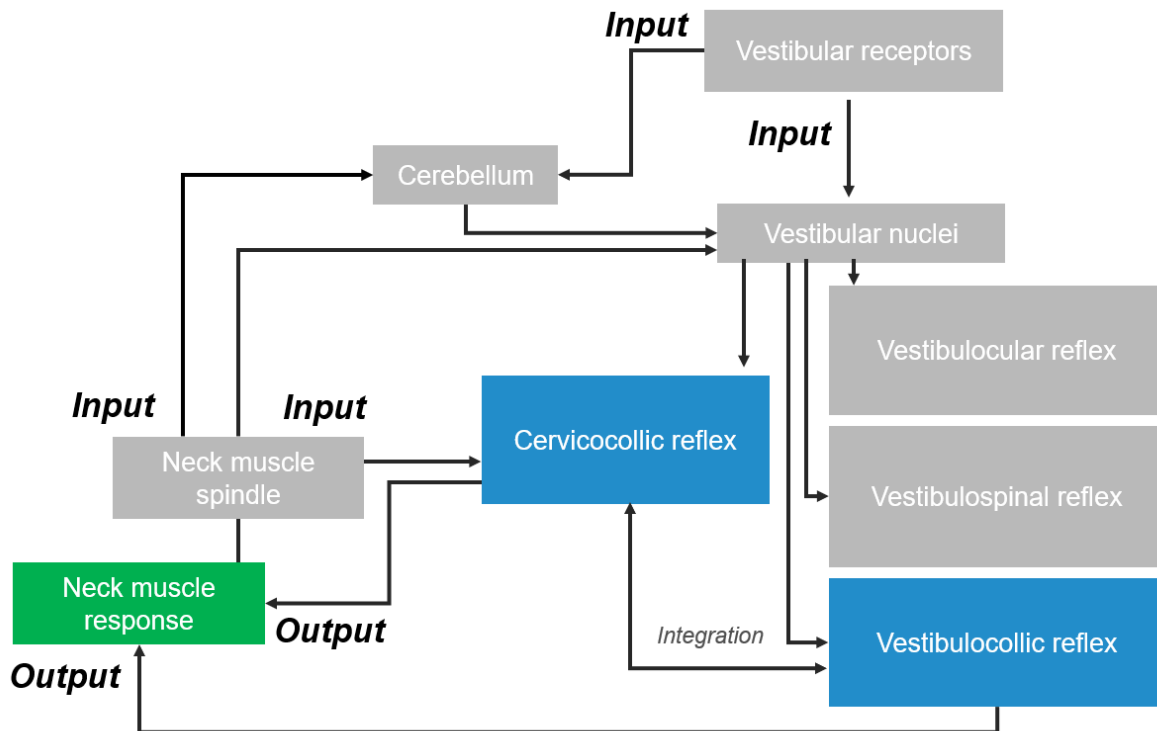 Input
Vestibular receptors
Input
Cerebellum
Vestibular nuclei
Vestibulocular reflex
Input
Input
Cervicocollic reflex
Neck muscle
spindle
Vestibulospinal reflex
Neck muscle
response
Output
Integration
Vestibulocollic reflex
Output